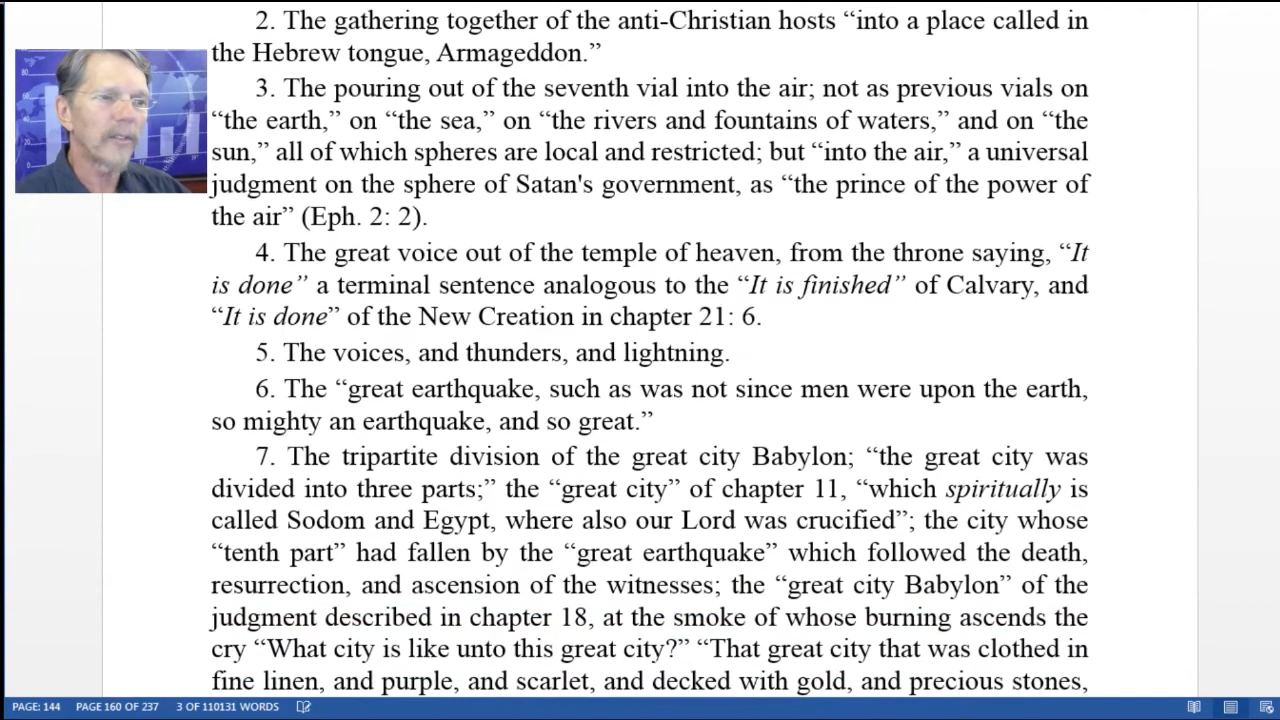 2. The gathering together of the anti-Christian hosts “into a place called in
the Hebrew tongue, Armageddon.”
3. The pouring out of the seventh vial into the air; not as previous vials on
“the earth,” on “the sea,” on “the rivers and fountains of waters,” and on “the
sun,” all of which spheres are local and restricted; but “into the air,” a universal
judgment on the sphere of Satan's government, as “the prince of the power of
the air” (Eph. 2: 2).
4. The great voice out of the temple of heaven, from the throne saying, “It
is done” a terminal sentence analogous to the “It is finished” of Calvary, and
“It is done” of the New Creation in chapter 21: 6.
5. The voices, and thunders, and lightning.
6. The “great earthquake, such as was not since men were upon the earth,
so mighty an earthquake, and so great.”
7. The tripartite division of the great city Babylon; “the great city was
divided into three parts;” the “great city” of chapter 11, “which spiritually is
called Sodom and Egypt, where also our Lord was crucified”; the city whose
“tenth part” had fallen by the “great earthquake” which followed the death,
resurrection, and ascension of the witnesses; the “great city Babylon” of the
judgment described in chapter 18, at the smoke of whose burning ascends the
cry “What city is like unto this great city?” “That great city that was clothed in
fine linen, and purple, and scarlet, and decked with gold, and precious stones,
PAGE: 144 PAGE 160 OF 237 3 OF 110131 WORDS